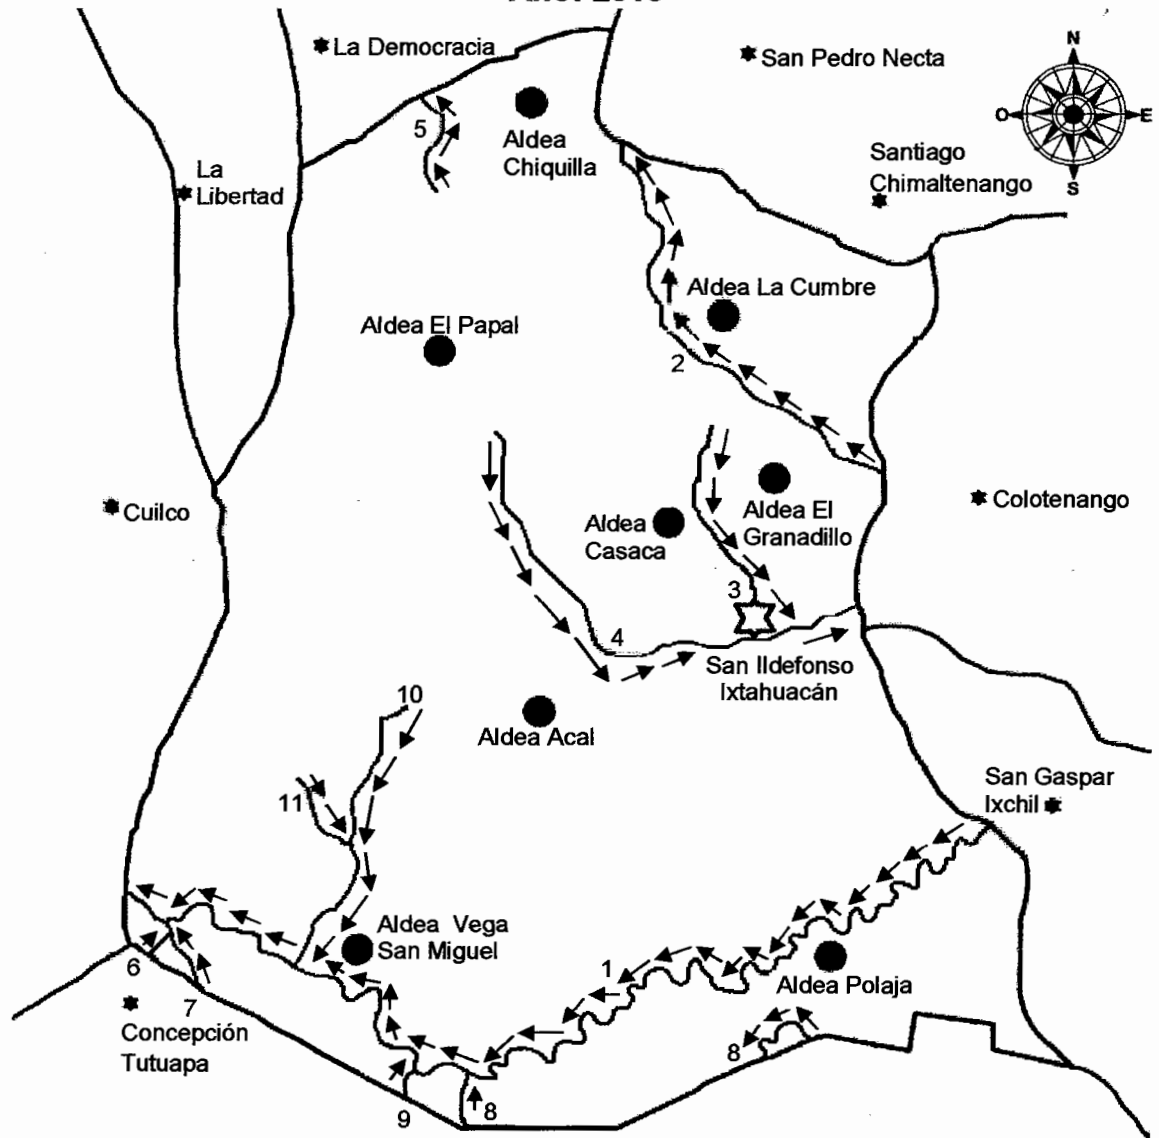 La Democracia
San Pedro Necta
N
O
E
S
5
Aldea
Chiquilla
Santiago
Chimaltenango
La
Libertad
Aldea La Cumbre
Aldea El Papal
2
Cuilco
Aldea El
Granadillo
Colotenango
Aldea
Casaca
3
4
San Ildefonso
Ixtahuacán
10
Aldea Acal
11
San Gaspar
Ixchil
Aldea Vega
San Miguel
1
6
7
Aldea Polaja
Concepción
Tutuapa
8
9
8